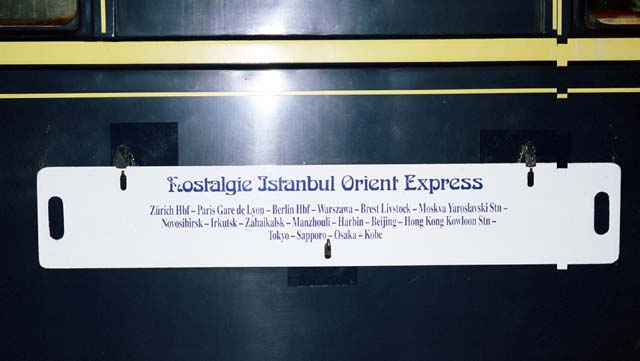 Nostalgie Istanbul Orient Express
Zürich Hbf – Paris Gare de Lyon – Berlin Hbf – Warszawa – Brest Livstock – Moskva Yaroslavski Stn –
Novosibirsk – Irkutsk – Zabaikalsk – Manzhouli – Harbin – Beijing – Hong Kong Kowloon Stn –
Tokyo – Sapporo – Osaka – Kobe